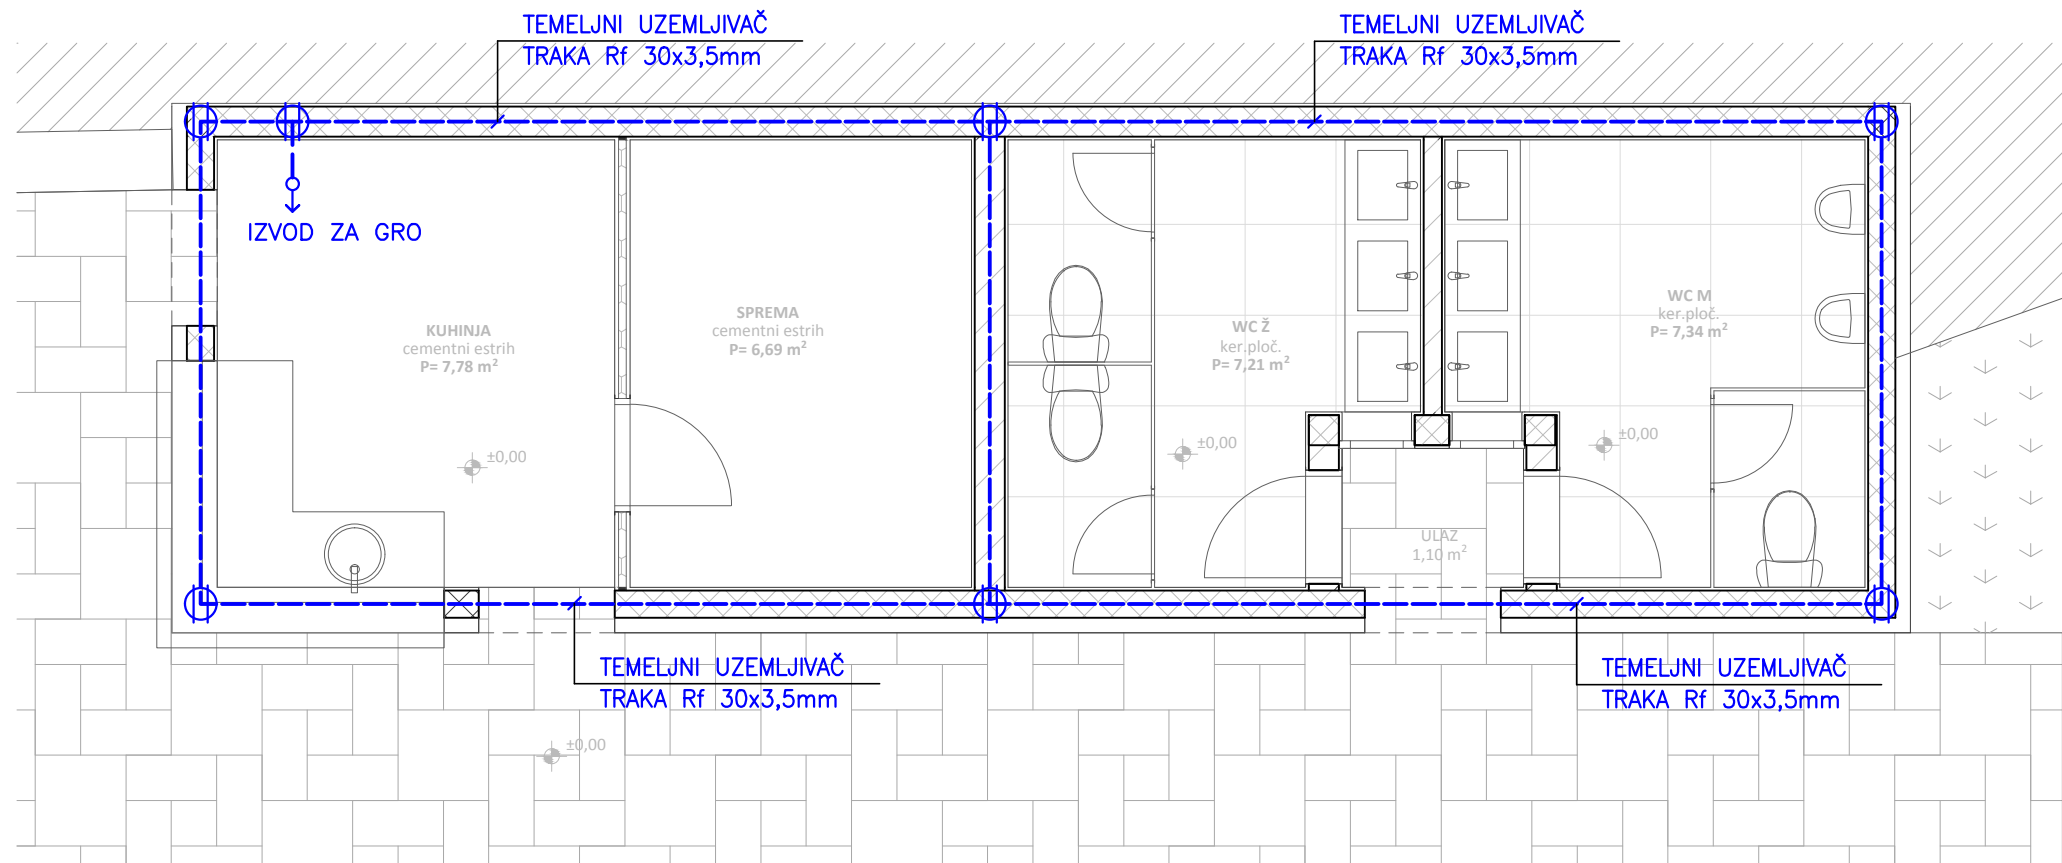 TEMELJNI UZEMLJIVAČ
TRAKA Rf 30x3,5mm
TEMELJNI UZEMLJIVAČ
TRAKA Rf 30x3,5mm
IZVOD ZA GRO
KUHINJA
cementni estrih
P= 7,78 m²
SPREMA
cementni estrih
P= 6,69 m²
WC Ž
ker.ploč.
P= 7,21 m²
WC M
ker.ploč.
P= 7,34 m²
±0,00
±0,00
±0,00
ULAZ
1,10 m²
TEMELJNI UZEMLJIVAČ
TRAKA Rf 30x3,5mm
TEMELJNI UZEMLJIVAČ
TRAKA Rf 30x3,5mm
±0,00